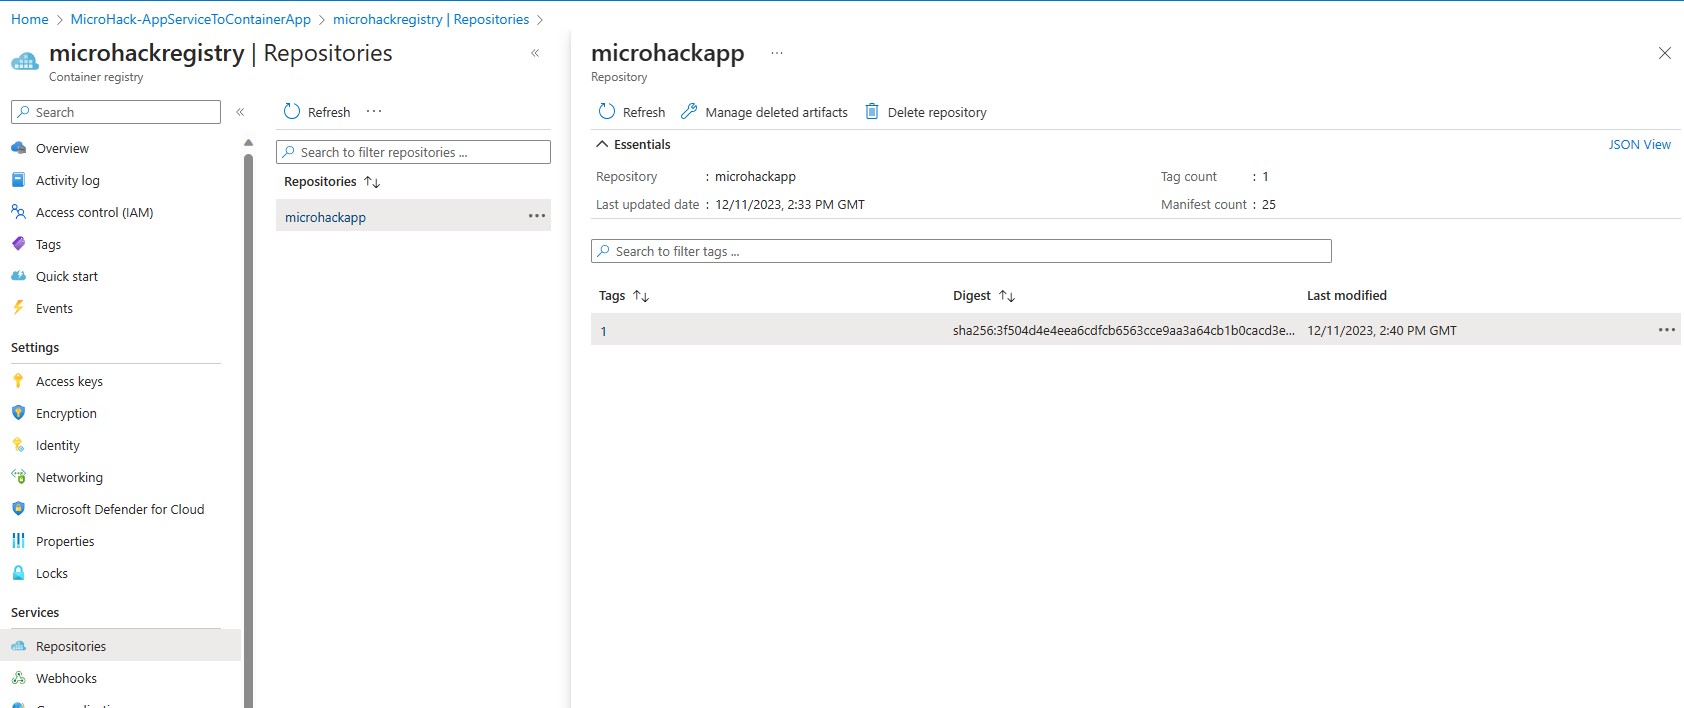 Home > MicroHack-AppServiceToContainerApp > microhackregistry | Repositories >
microhackregistry | Repositories
Container registry
Search
Overview
Activity log
Access control (IAM)
Tags
Quick start
Events
Settings
Access keys
Encryption
Identity
Networking
Microsoft Defender for Cloud
Properties
Locks
Services
Repositories
Webhooks
Refresh ...
Search to filter repositories ...
Repositories
microhackapp ...
microhackapp ...
Repository
Refresh Manage deleted artifacts Delete repository
Essentials JSON View
Repository : microhackapp Tag count : 1
Last updated date : 12/11/2023, 2:33 PM GMT Manifest count : 25
Search to filter tags ...
Tags Digest Last modified
1 sha256:3f504d4e4eea6cdfcb6563cce9aa3a64cb1b0cacd3e... 12/11/2023, 2:40 PM GMT ...